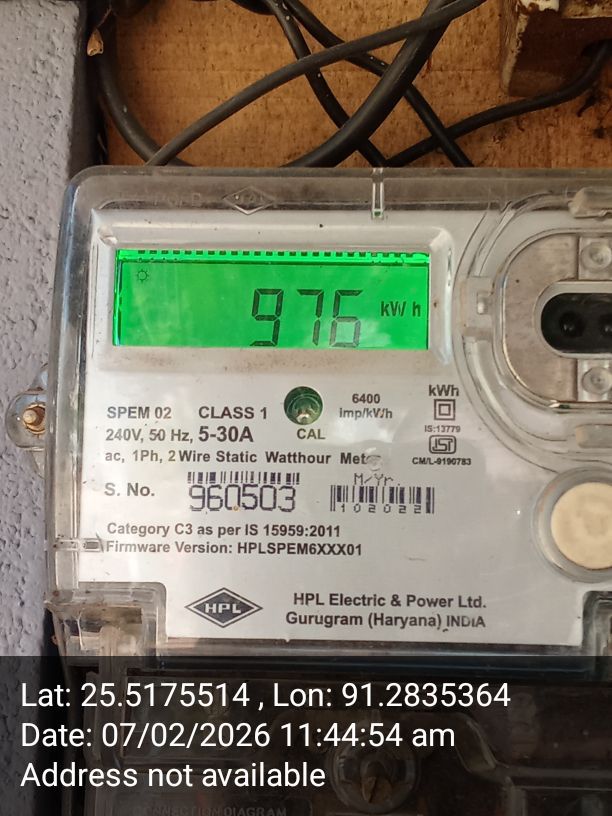 976 kWh
SPEM 02 CLASS 1
6400 imp/kWh
kWh
240V, 50 Hz, 5-30A
CAL
IS:13779
ac, 1Ph, 2 Wire Static Watthour Meter
CM/L-9190783
S. No. 960503
M/Yr.
102022
Category C3 as per IS 15959:2011
Firmware Version: HPLSPEM6XXX01
HPL
HPL Electric & Power Ltd.
Gurugram (Haryana) INDIA
Lat: 25.5175514 , Lon: 91.2835364
Date: 07/02/2026 11:44:54 am
Address not available
CONNECTION DIAGRAM